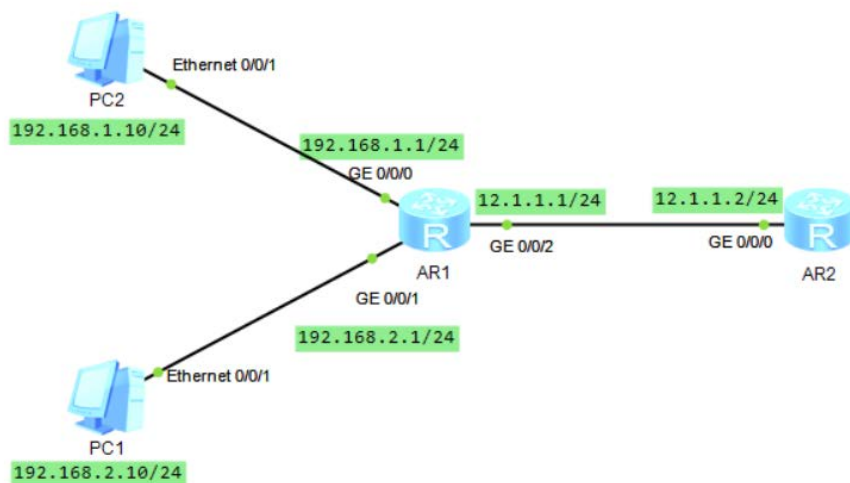 Ethernet 0/0/1
PC2
192.168.1.10/24
192.168.1.1/24
GE 0/0/0
12.1.1.1/24
12.1.1.2/24
R
R
GE 0/0/2
GE 0/0/0
AR1
AR2
GE 0/0/1
192.168.2.1/24
Ethernet 0/0/1
PC1
192.168.2.10/24